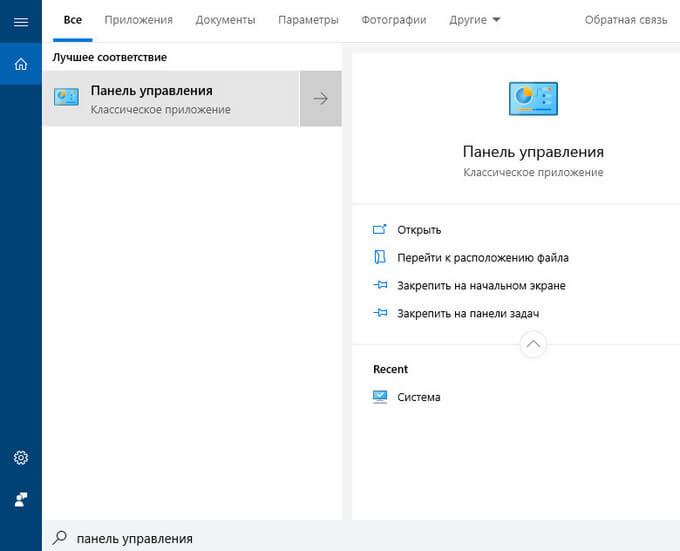 Все Приложения Документы Параметры Фотографии Другие Обратная связь
Лучшее соответствие
Панель управления
Классическое приложение
Панель управления
Классическое приложение
Открыть
Перейти к расположению файла
Закрепить на начальном экране
Закрепить на панели задач
Recent
Система
панель управления